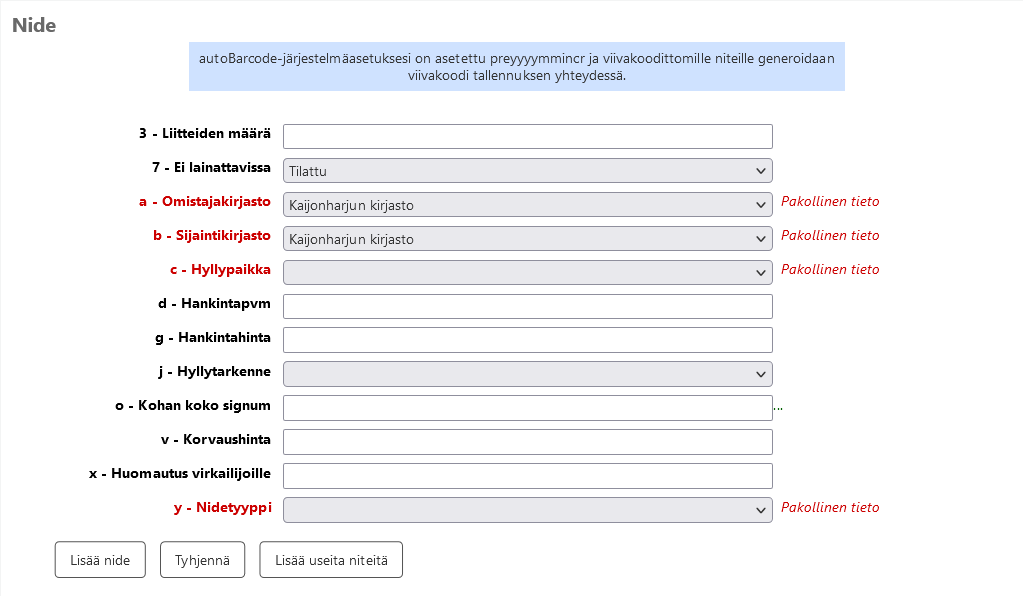 Nide
autoBarcode-järjestelmäasetuksesi on asetettu preyyyymmincr ja viivakoodittomille niteille generoidaan
viivakoodi tallennuksen yhteydessä.
3 - Liitteiden määrä
7 - Ei lainattavissa Tilattu
a - Omistajakirjasto Kaijonharjun kirjasto Pakollinen tieto
b - Sijaintikirjasto Kaijonharjun kirjasto Pakollinen tieto
c - Hyllypaikka Pakollinen tieto
d - Hankintapvm
g - Hankintahinta
j - Hyllytarkenne
o - Kohan koko signum ...
v - Korvaushinta
x - Huomautus virkailijoille
y - Nidetyyppi Pakollinen tieto
Lisää nide Tyhjennä Lisää useita niteitä